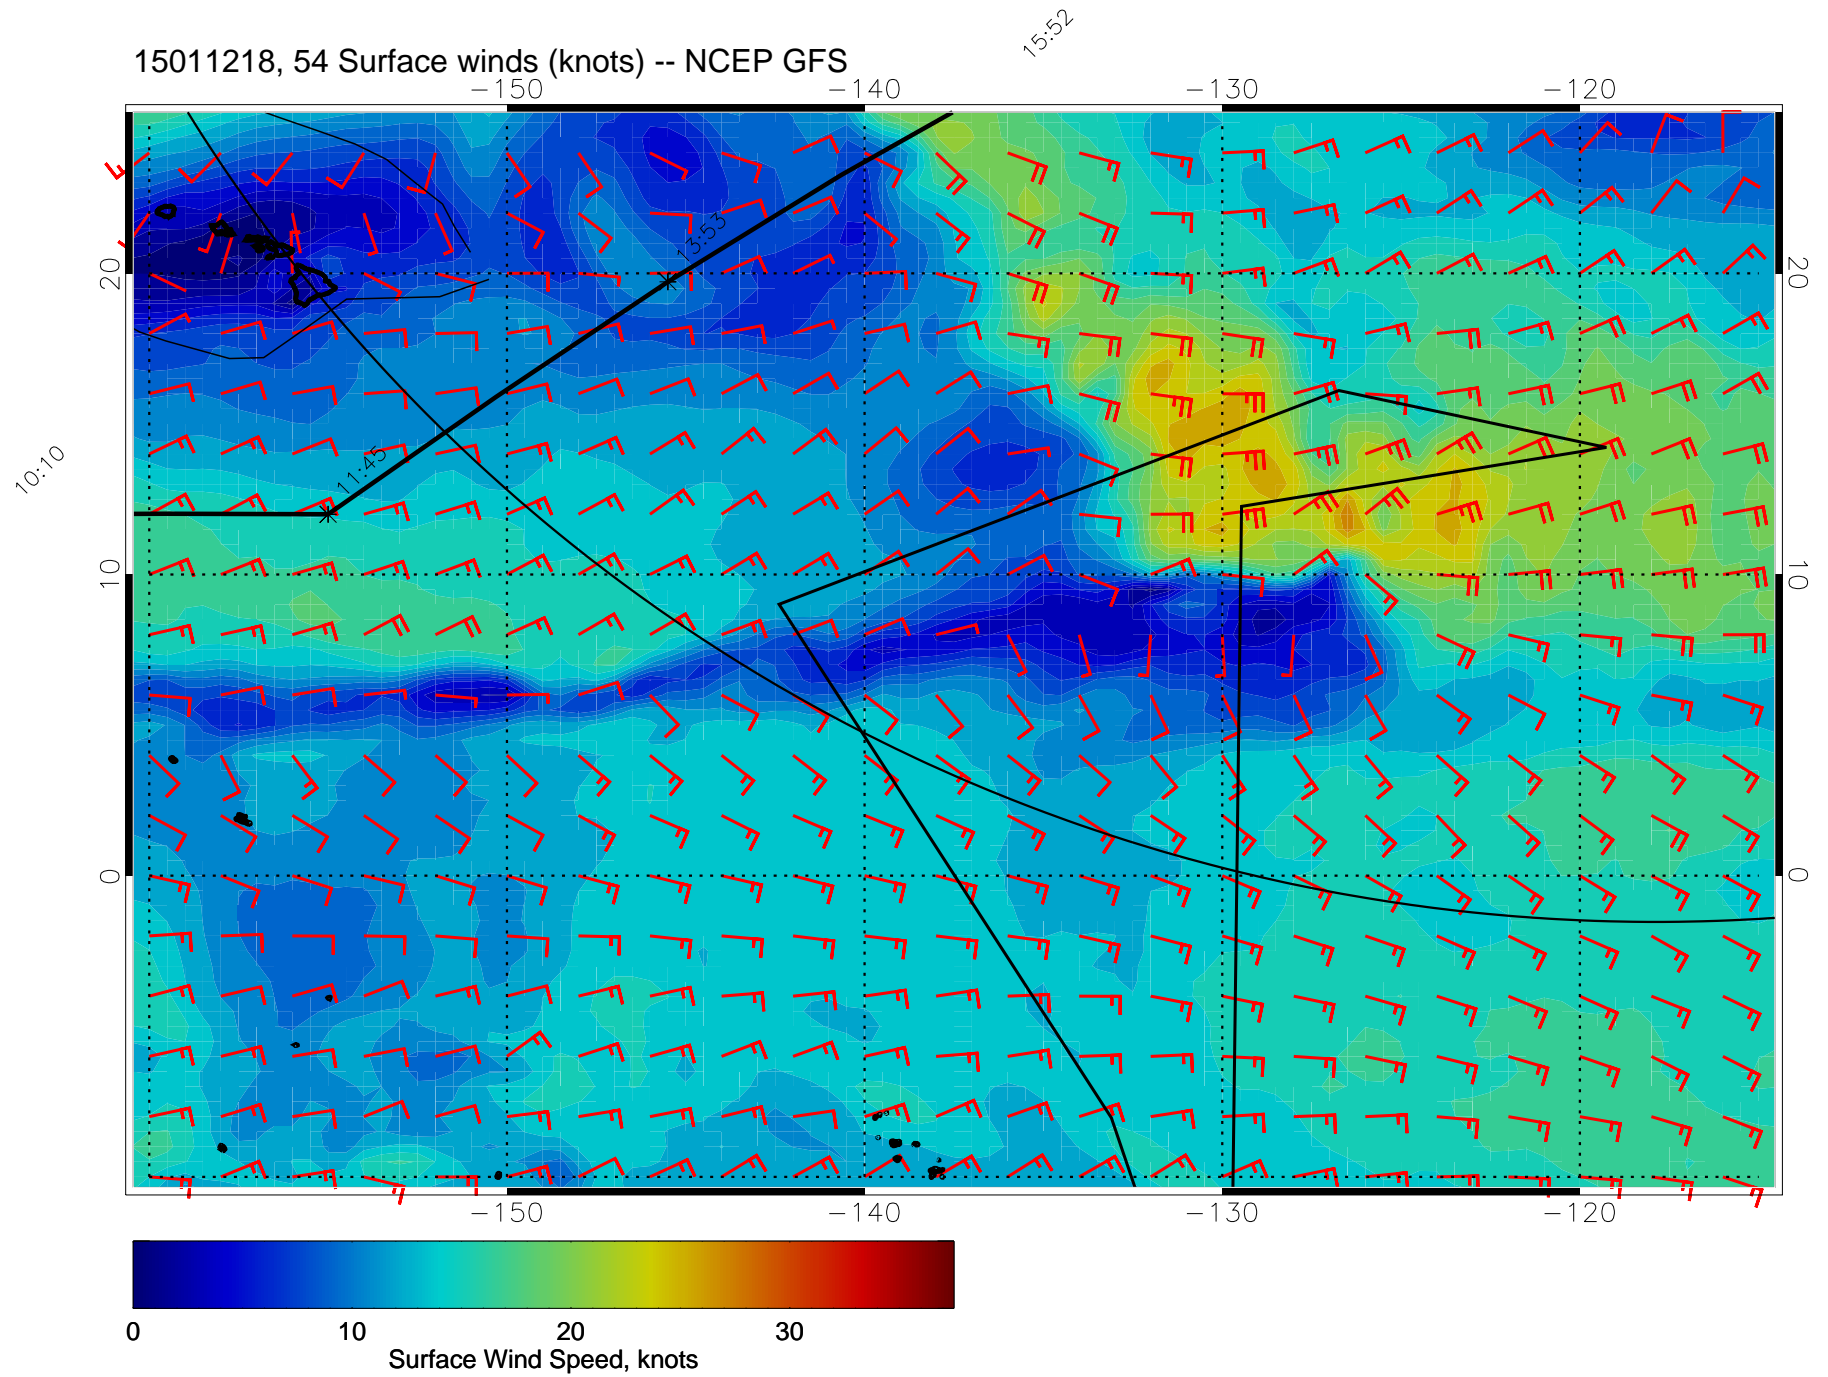 15:52
15011218, 54 Surface winds (knots) -- NCEP GFS
-150 -140 -130 -120
13:53
20 20
11:45
10:10
10 10
0 0
-150 -140 -130 -120
0 10 20 30
Surface Wind Speed, knots